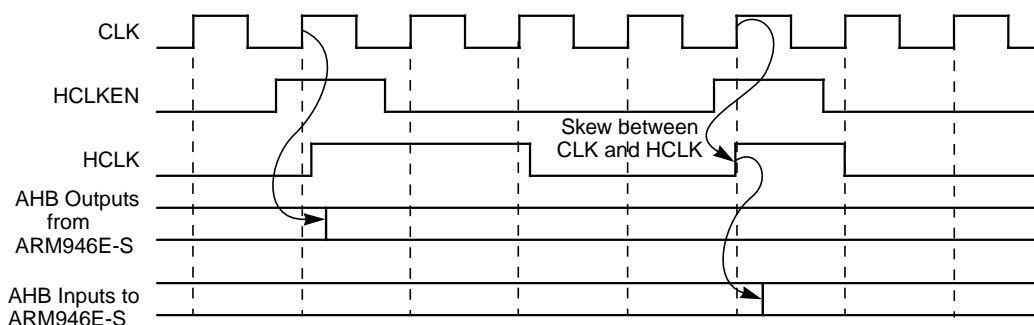 CLK
HCLKEN
Skew between
CLK and HCLK
HCLK
AHB Outputs
from
ARM946E-S
AHB Inputs to
ARM946E-S